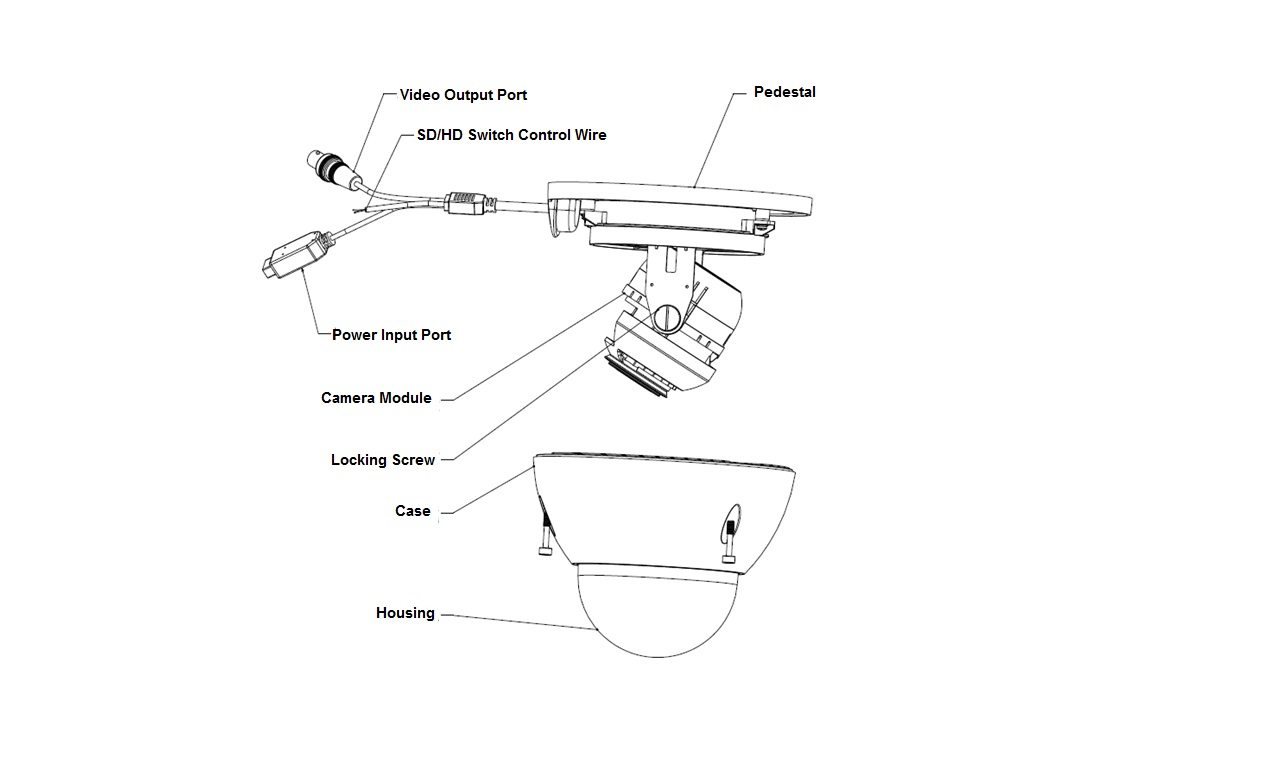 Video Output Port
Pedestal
SD/HD Switch Control Wire
Power Input Port
Camera Module
Locking Screw
Case
Housing